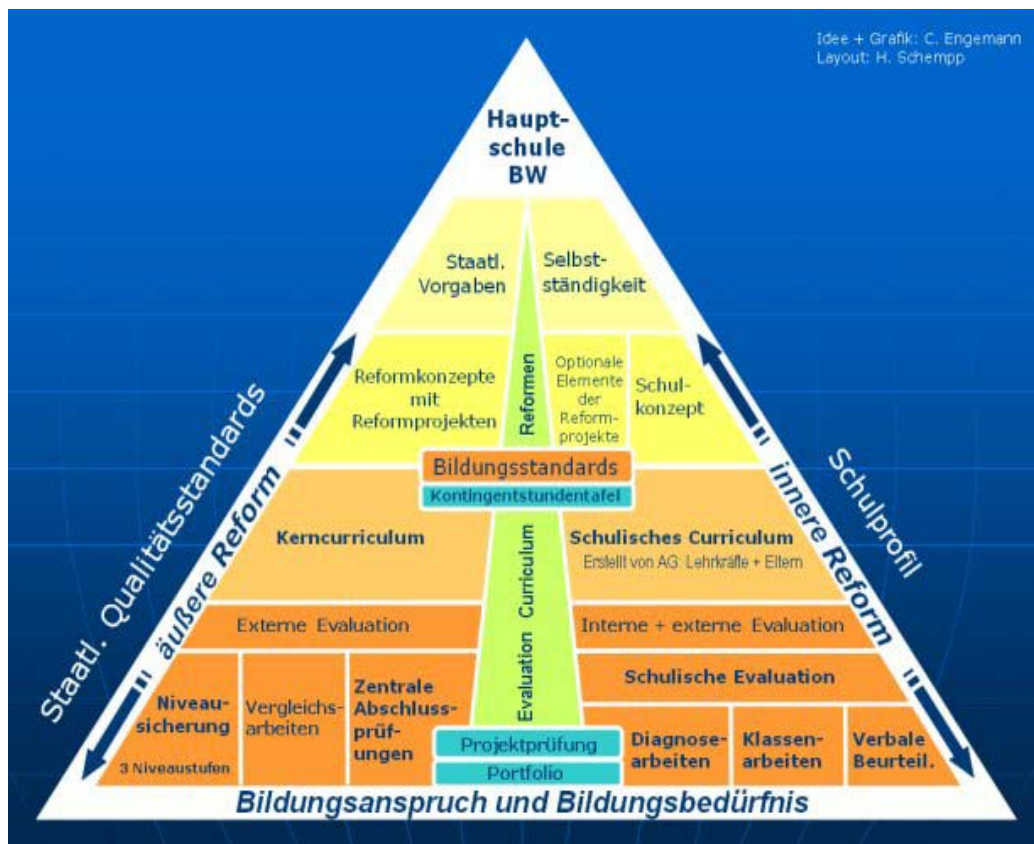 Idee + Grafik: C. Engemann
Layout: H. Schempp
Haupt-
schule
BW
Staatl.
Vorgaben
Selbst-
ständigkeit
Reformkonzepte
mit
Reformprojekten
Reformen
Optionale
Elemente
der
Reform-
projekte
Schul-
konzept
Bildungsstandards
Kontingentstundentafel
Staatl. Qualitätsstandards
äußere Reform
innere Reform
Schulprofil
Kerncurriculum
Evaluation Curriculum
Schulisches Curriculum
Erstellt von AG: Lehrkräfte + Eltern
Externe Evaluation
Interne + externe Evaluation
Niveau-
sicherung
3 Niveaustufen
Vergleichs-
arbeiten
Zentrale
Abschluss-
prüf-
ungen
Schulische Evaluation
Projektprüfung
Portfolio
Diagnose-
arbeiten
Klassen-
arbeiten
Verbale
Beurteil.
Bildungsanspruch und Bildungsbedürfnis